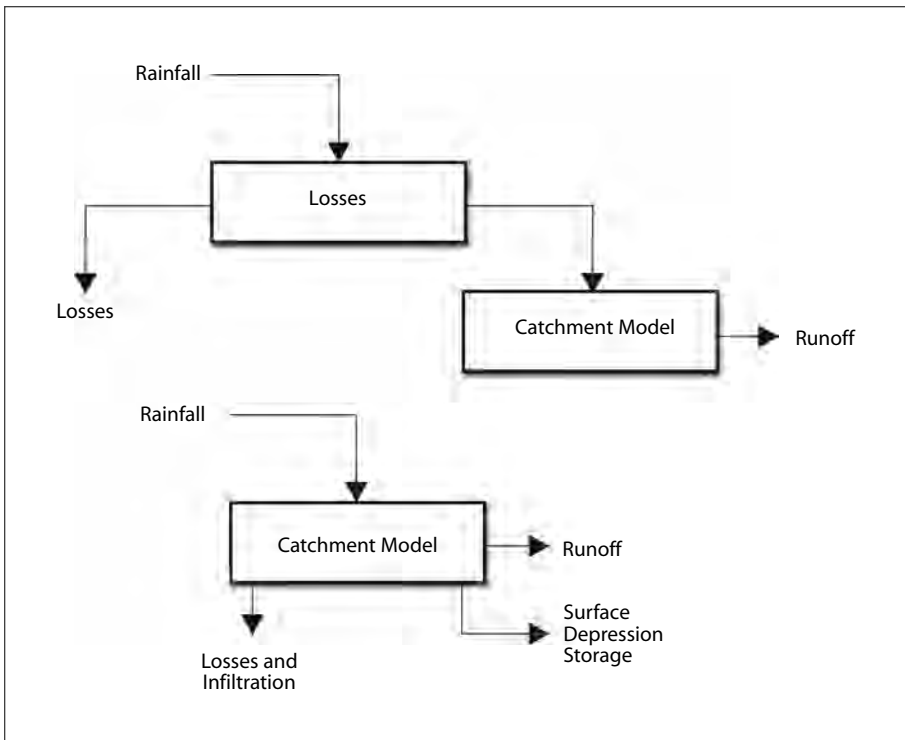 Rainfall
Losses
Losses
Catchment Model
Runoff
Rainfall
Catchment Model
Runoff
Surface
Depression
Storage
Losses and
Infiltration